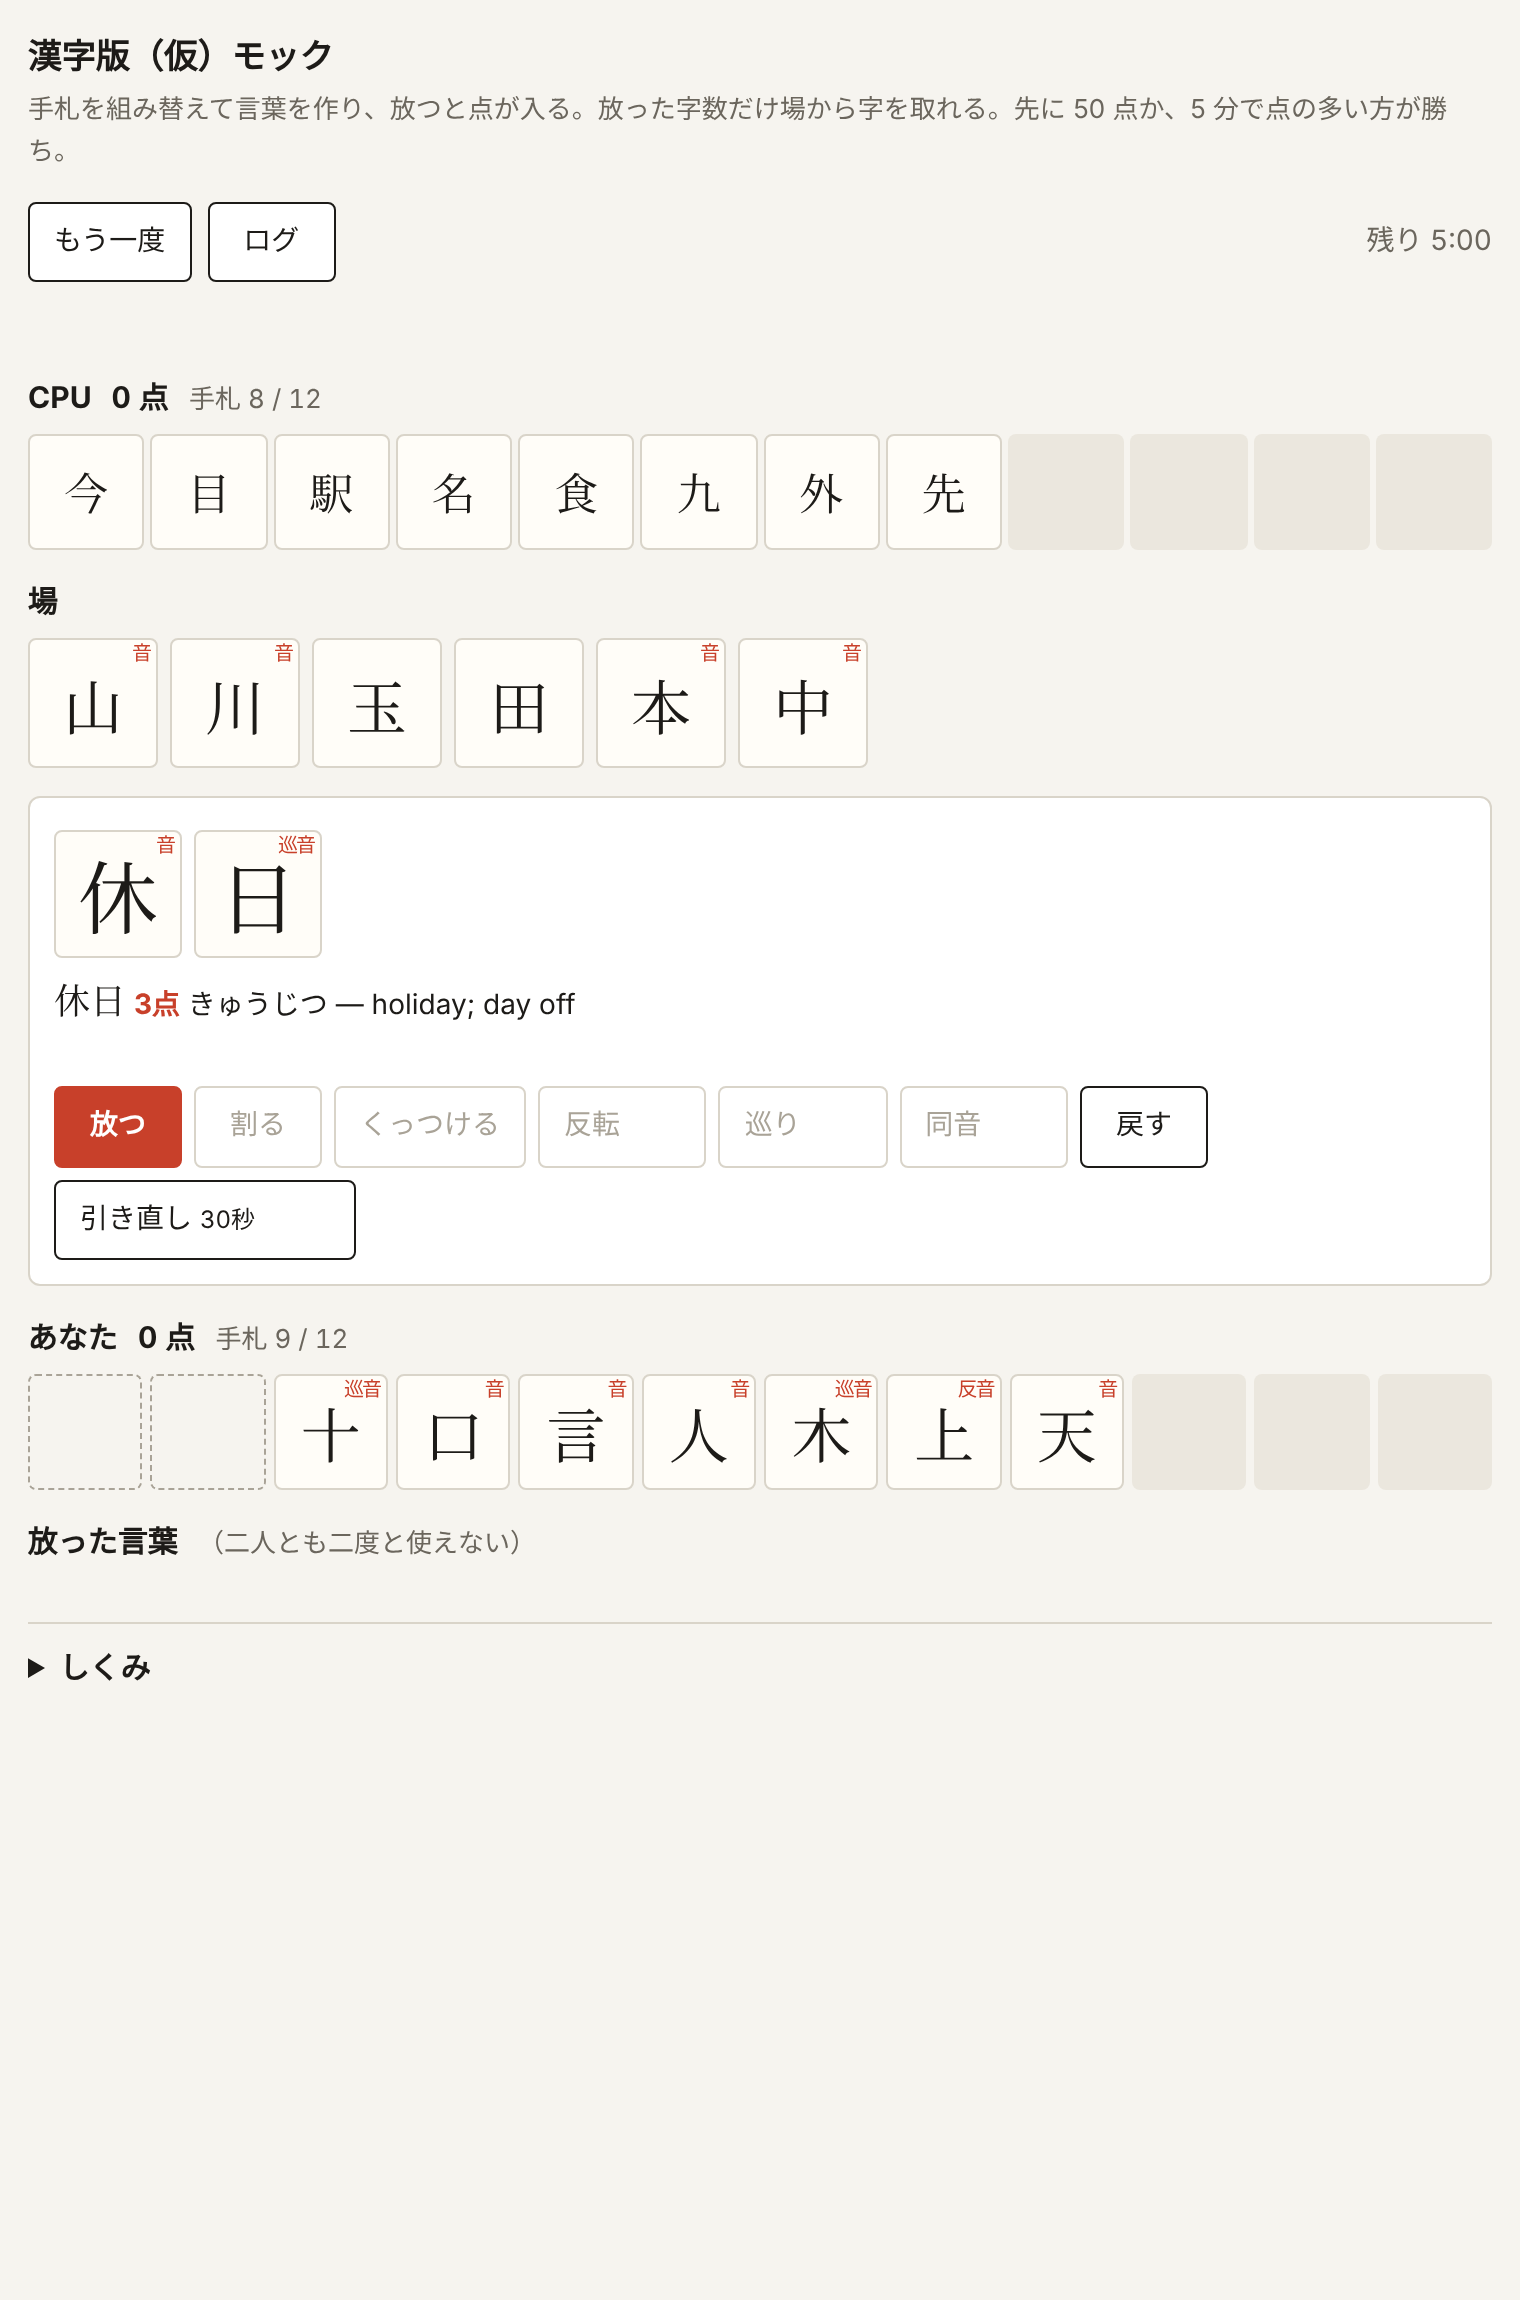 漢字版（仮）モック
手札を組み替えて言葉を作り、放つと点が入る。放った字数だけ場から字を取れる。先に 50 点か、5 分で点の多い方が勝
ち。
もう一度 ログ 残り 5:00
CPU 0 点 手札 8 / 12
今 目 駅 名 食 九 外 先
場
音 音 音 音
山 川 玉 田 本 中
音 巡音
休 日
休日 3点 きゅうじつ — holiday; day off
放つ 割る くっつける 反転 巡り 同音 戻す
引き直し 30秒
あなた 0 点 手札 9 / 12
巡音 音 音 音 巡音 反音 音
十 口 言 人 木 上 天
放った言葉 （二人とも二度と使えない）
▶ しくみ